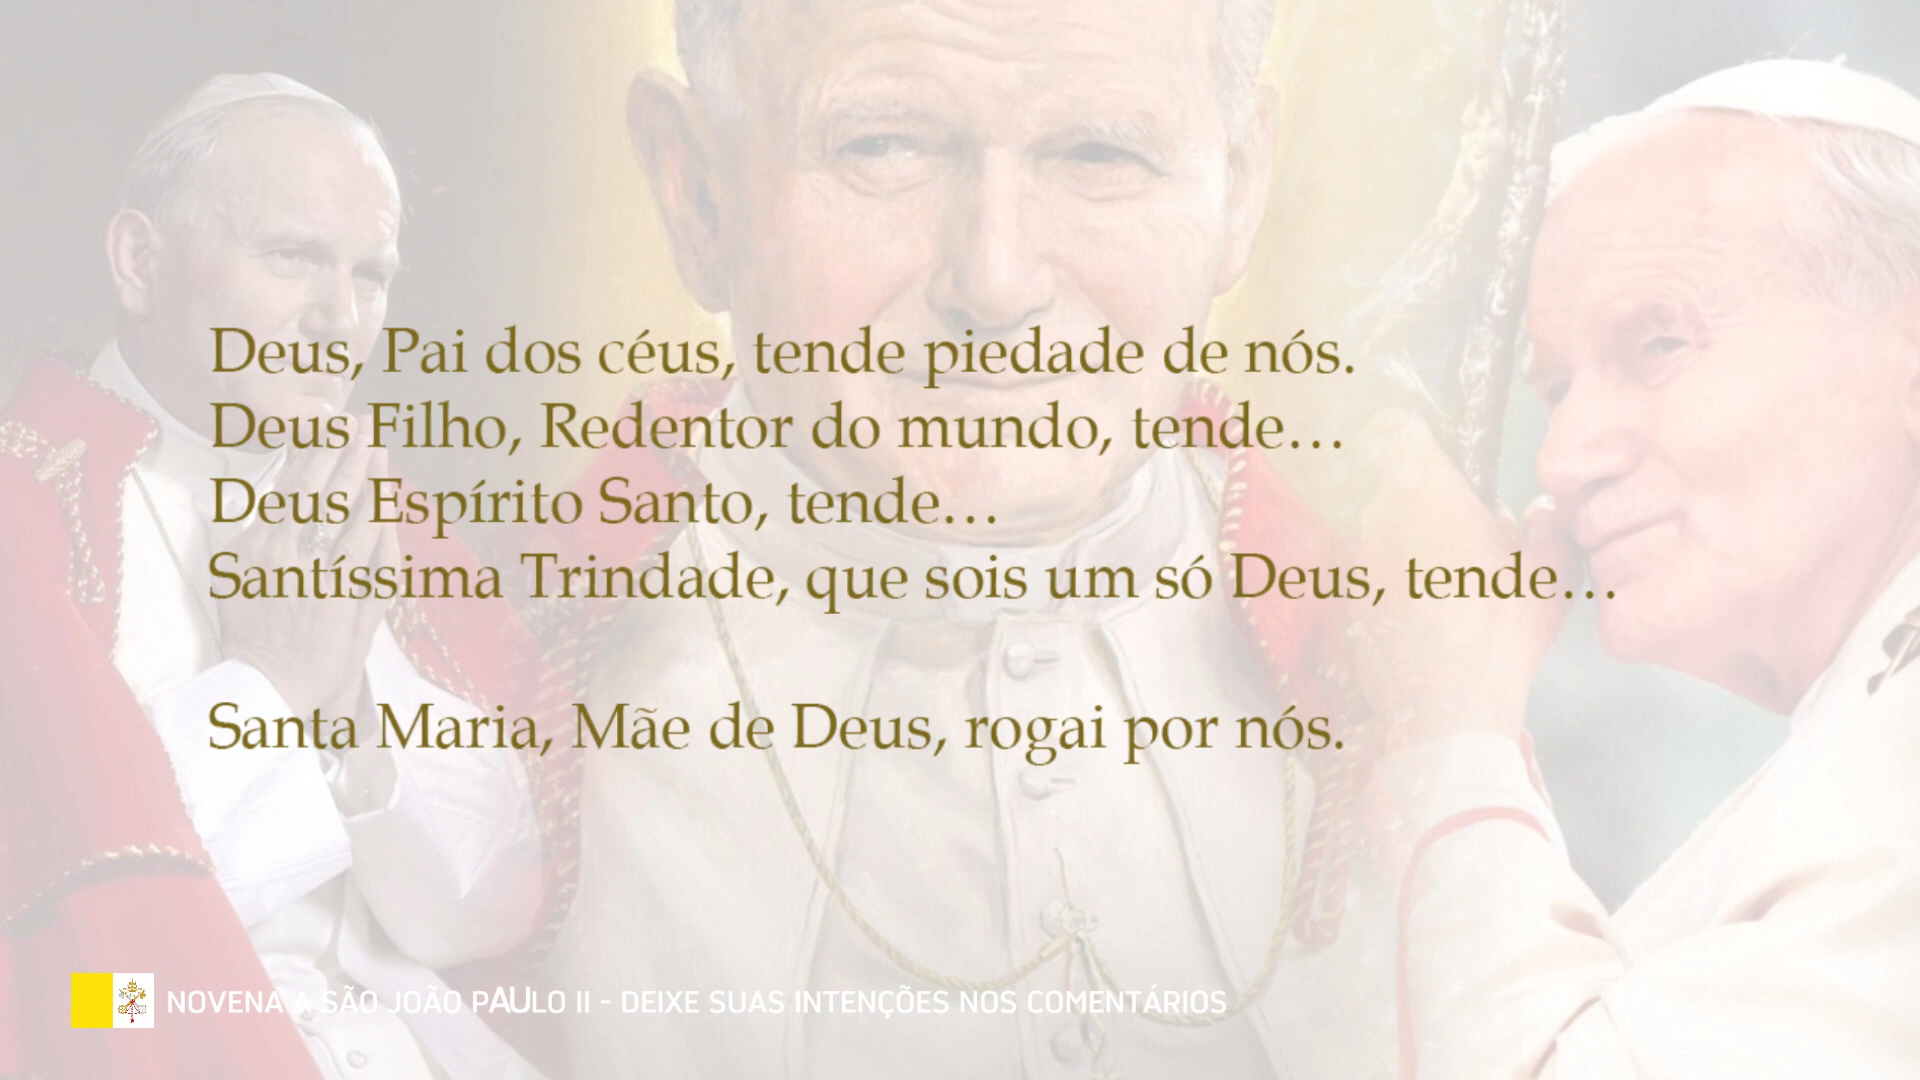 Deus, Pai dos céus, tende piedade de nós.
Deus Filho, Redentor do mundo, tende…
Deus Espírito Santo, tende…
Santíssima Trindade, que sois um só Deus, tende…
Santa Maria, Mãe de Deus, rogai por nós.
NOVENA A SÃO JOÃO PAULO II - DEIXE SUAS INTENÇÕES NOS COMENTÁRIOS